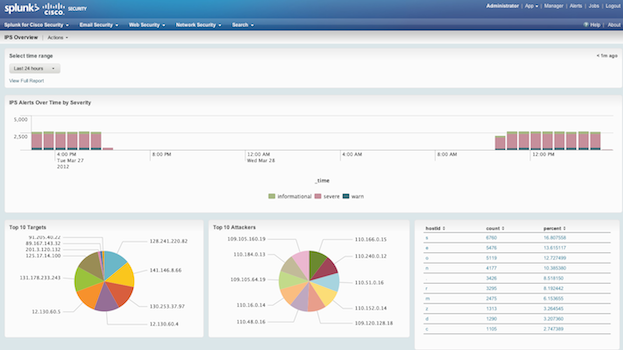 splunk> CISCO SECURITY
Administrator | App | Manager | Alerts | Jobs | Logout
Splunk for Cisco Security Email Security Web Security Network Security Search
Help | About
IPS Overview | Actions
Select time range
< 1m ago
Last 24 hours
View Full Report
IPS Alerts Over Time by Severity
5,000
2,500
4:00 PM
Tue Mar 27
2012
8:00 PM
12:00 AM
Wed Mar 28
4:00 AM
8:00 AM
12:00 PM
_time
informational severe warn
Top 10 Targets
91.205.40.22
89.167.143.32
201.3.120.132
125.17.14.100
131.178.233.243
12.130.60.5
128.241.220.82
141.146.8.66
130.253.37.97
12.130.60.4
Top 10 Attackers
109.105.160.19
110.184.0.13
109.105.64.19
110.16.0.14
110.48.0.16
110.166.0.15
110.240.0.12
110.51.0.16
110.152.0.14
109.120.128.18
hostid count percent
6760 16.807558
5476 13.615117
5119 12.727498
n 4177 10.385380
3426 8.518150
r 3295 8.192442
m 2475 6.153655
1313 3.264545
d 1290 3.207360
c 1105 2.747389